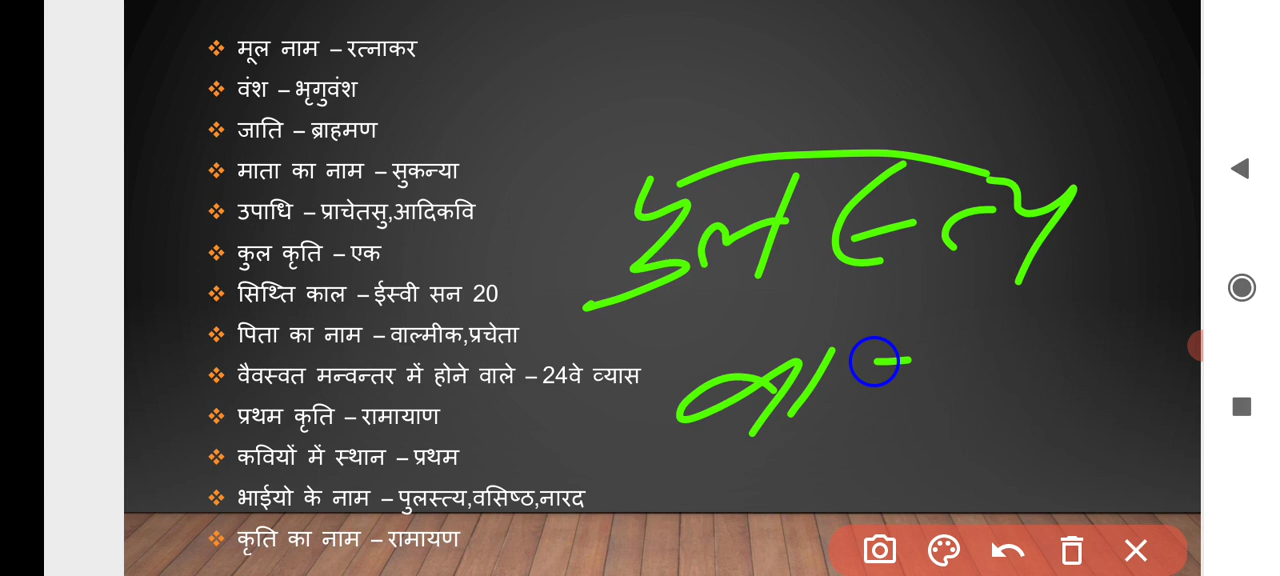 मूल नाम – रत्नाकर
वंश – भृगुवंश
जाति – ब्राहमण
माता का नाम – सुकन्या
उपाधि – प्राचेतसु,आदिकवि
कुल कृति – एक
सिथ्ति काल – ईस्वी सन 20
पिता का नाम – वाल्मीक,प्रचेता
वैवस्वत मन्वन्तर में होने वाले – 24वे व्यास
प्रथम कृति – रामायाण
कवियों में स्थान – प्रथम
भाईयो के नाम – पुलस्त्य,वसिष्ठ,नारद
कृति का नाम – रामायण
पुलस्त्य